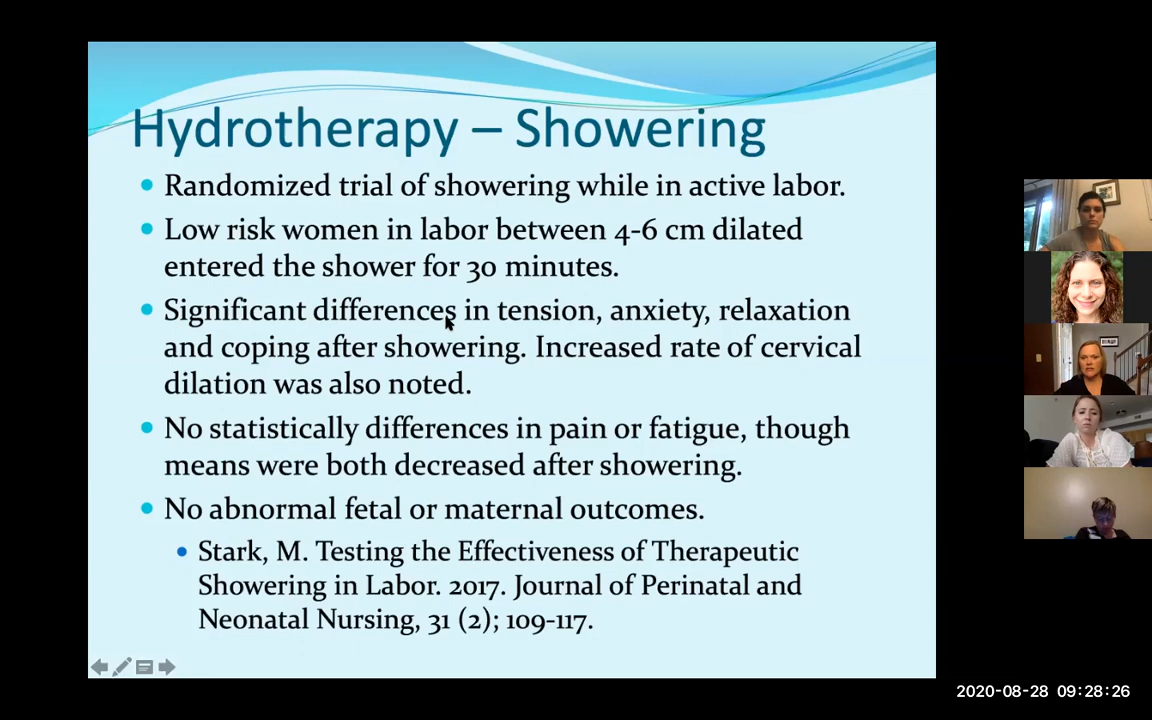 Hydrotherapy – Showering
Randomized trial of showering while in active labor.
Low risk women in labor between 4-6 cm dilated
entered the shower for 30 minutes.
Significant differences in tension, anxiety, relaxation
and coping after showering. Increased rate of cervical
dilation was also noted.
No statistically differences in pain or fatigue, though
means were both decreased after showering.
No abnormal fetal or maternal outcomes.
Stark, M. Testing the Effectiveness of Therapeutic
Showering in Labor. 2017. Journal of Perinatal and
Neonatal Nursing, 31 (2); 109-117.
2020-08-28 09:28:26